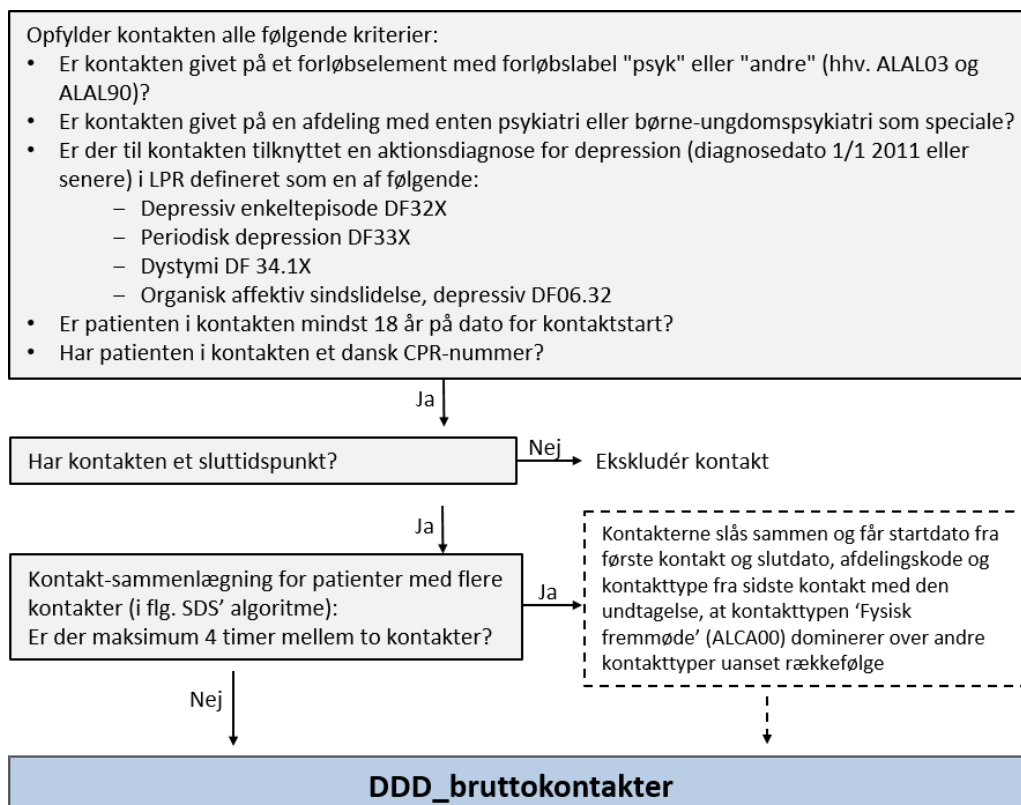 Opfylder kontakten alle følgende kriterier:
• Er kontakten givet på et forløbselement med forløbslabel "psyk" eller "andre" (hhv. ALAL03 og
ALAL90)?
• Er kontakten givet på en afdeling med enten psykiatri eller børne-ungdomspsykiatri som speciale?
• Er der til kontakten tilknyttet en aktionsdiagnose for depression (diagnosedato 1/1 2011 eller
senere) i LPR defineret som en af følgende:
– Depressiv enkeltepisode DF32X
– Periodisk depression DF33X
– Dystymi DF 34.1X
– Organisk affektiv sindslidelse, depressiv DF06.32
• Er patienten i kontakten mindst 18 år på dato for kontaktstart?
• Har patienten i kontakten et dansk CPR-nummer?
Ja
Har kontakten et sluttidspunkt?
Nej
Ekskludér kontakt
Ja
Kontakt-sammenlægning for patienter med flere
kontakter (i flg. SDS' algoritme):
Er der maksimum 4 timer mellem to kontakter?
Ja
Kontakterne slås sammen og får startdato fra
første kontakt og slutdato, afdelingskode og
kontakttype fra sidste kontakt med den
undtagelse, at kontakttypen 'Fysisk
fremmøde' (ALCA00) dominerer over andre
kontakttyper uanset rækkefølge
Nej
DDD_bruttokontakter